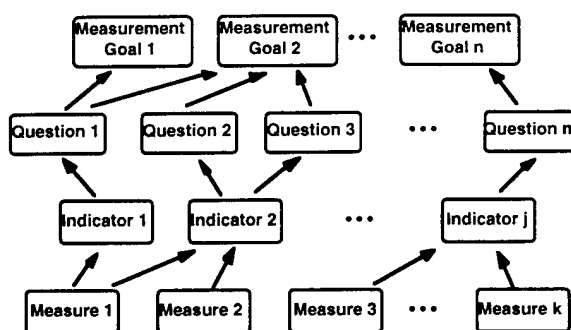 Measurement
Goal 1
Measurement
Goal 2
•••
Measurement
Goal n
Question 1
Question 2
Question 3
•••
Question m
Indicator 1
Indicator 2
•••
Indicator j
Measure 1
Measure 2
Measure 3
•••
Measure k